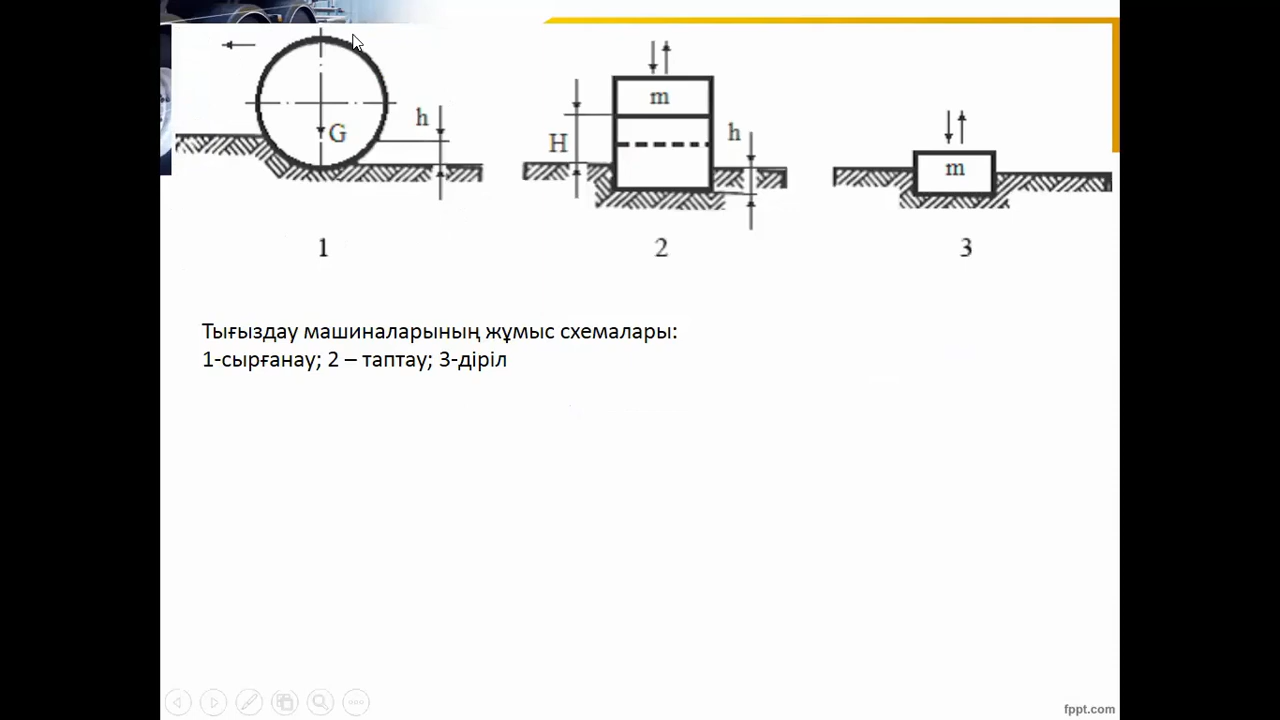 G
h
m
H
h
m
1
2
3
Тығыздау машиналарының жұмыс схемалары:
1-сырғанау; 2 – таптау; 3-діріл
fppt.com